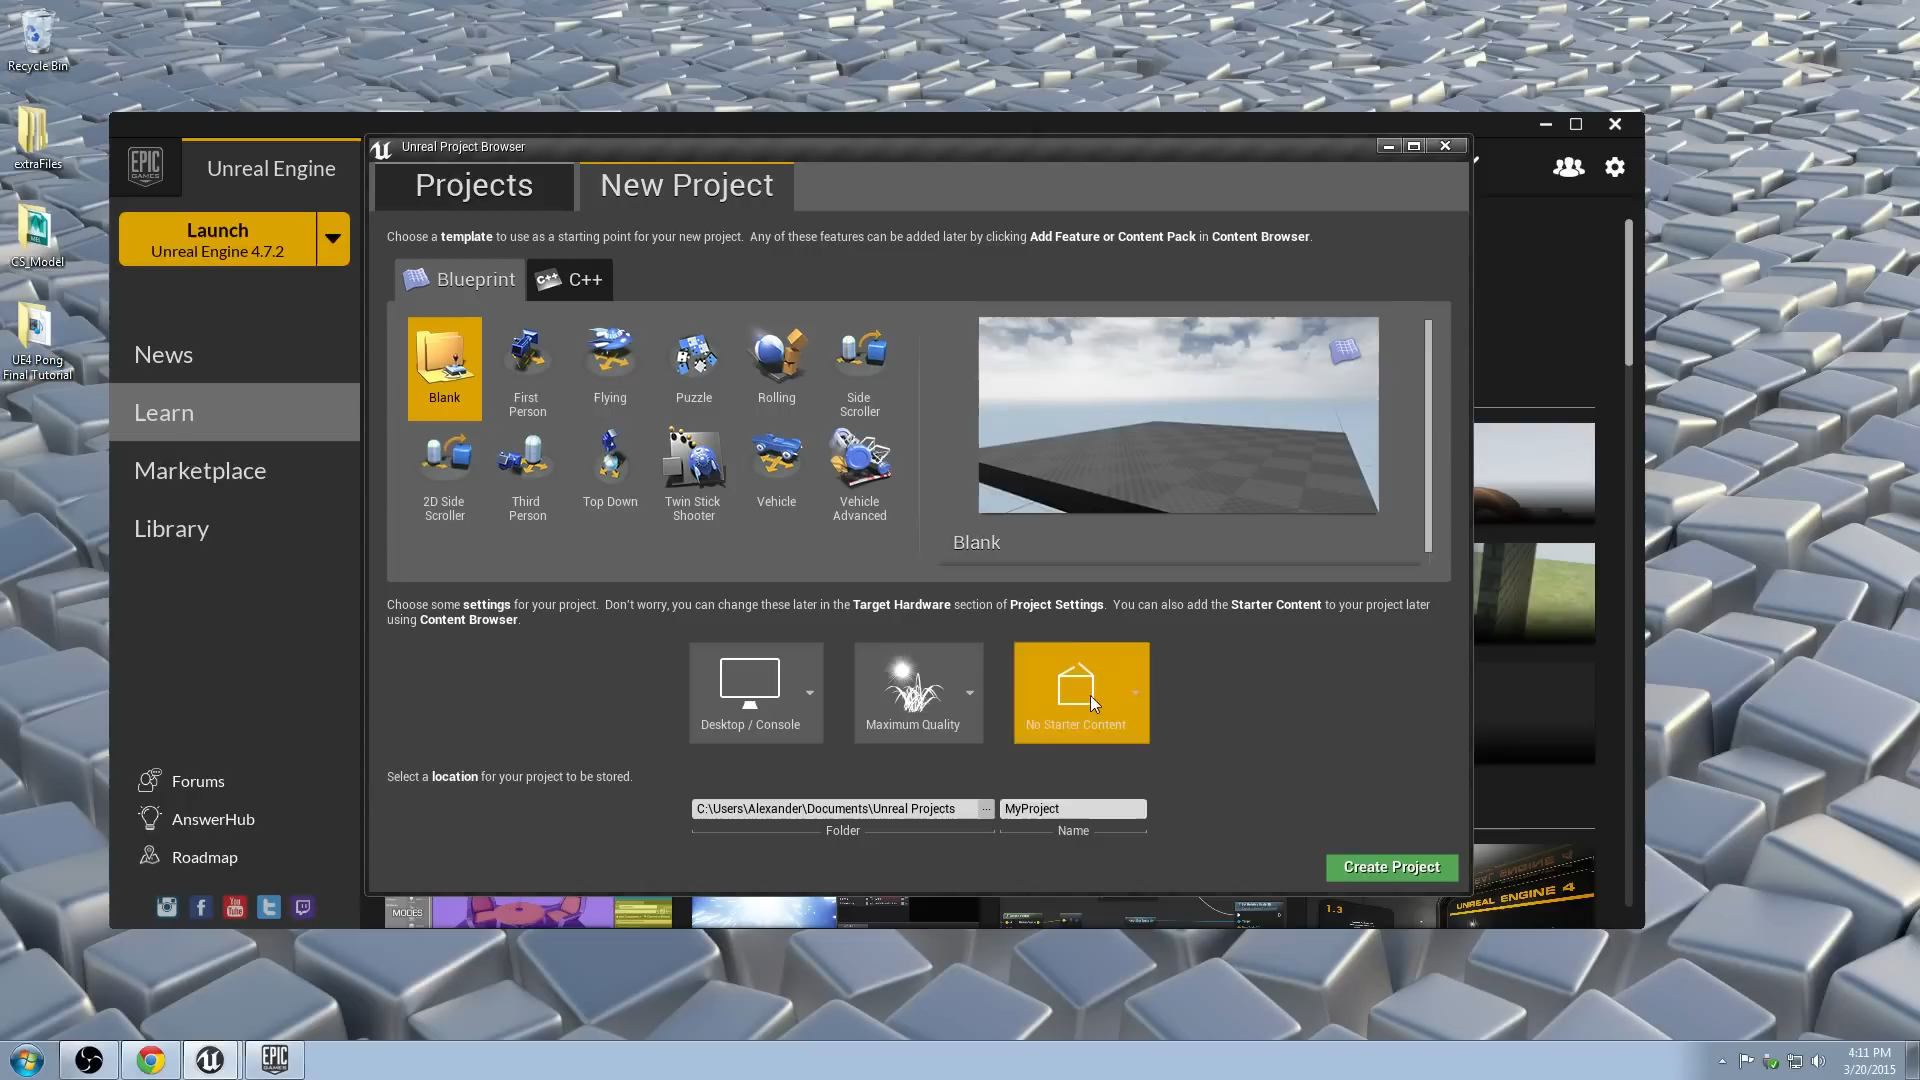 Recycle Bin
extraFiles
CS_Model
UE4 Pong
Final Tutorial
EPIC
GAMES
Unreal Engine
Launch
Unreal Engine 4.7.2
News
Learn
Marketplace
Library
Forums
AnswerHub
Roadmap
You
Tube
Unreal Project Browser
Projects
New Project
Choose a template to use as a starting point for your new project. Any of these features can be added later by clicking Add Feature or Content Pack in Content Browser.
Blueprint
C++
C++
Blank
First
Person
Flying
Puzzle
Rolling
Side
Scroller
2D Side
Scroller
Third
Person
Top Down
Twin Stick
Shooter
Vehicle
Vehicle
Advanced
Blank
Choose some settings for your project. Don't worry, you can change these later in the Target Hardware section of Project Settings. You can also add the Starter Content to your project later
using Content Browser.
Desktop / Console
Maximum Quality
No Starter Content
Select a location for your project to be stored.
C:\Users\Alexander\Documents\Unreal Projects
...
MyProject
Folder
Name
Create Project
MODES
1.3
UNREAL ENGINE 4
EPIC
GAMES
4:11 PM
3/20/2015